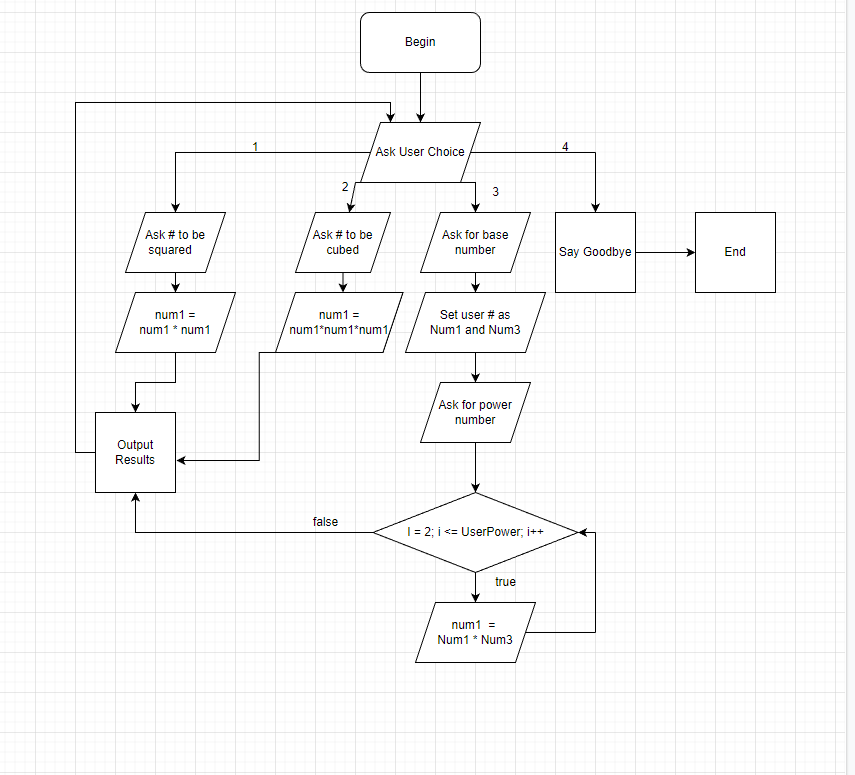 Begin
Ask User Choice
1
2
3
4
Ask # to be
squared
Ask # to be
cubed
Ask for base
number
Say Goodbye
End
num1 =
num1 * num1
num1 =
num1*num1*num1
Set user # as
Num1 and Num3
Ask for power
number
Output
Results
false
I = 2; i <= UserPower; i++
true
num1 =
Num1 * Num3